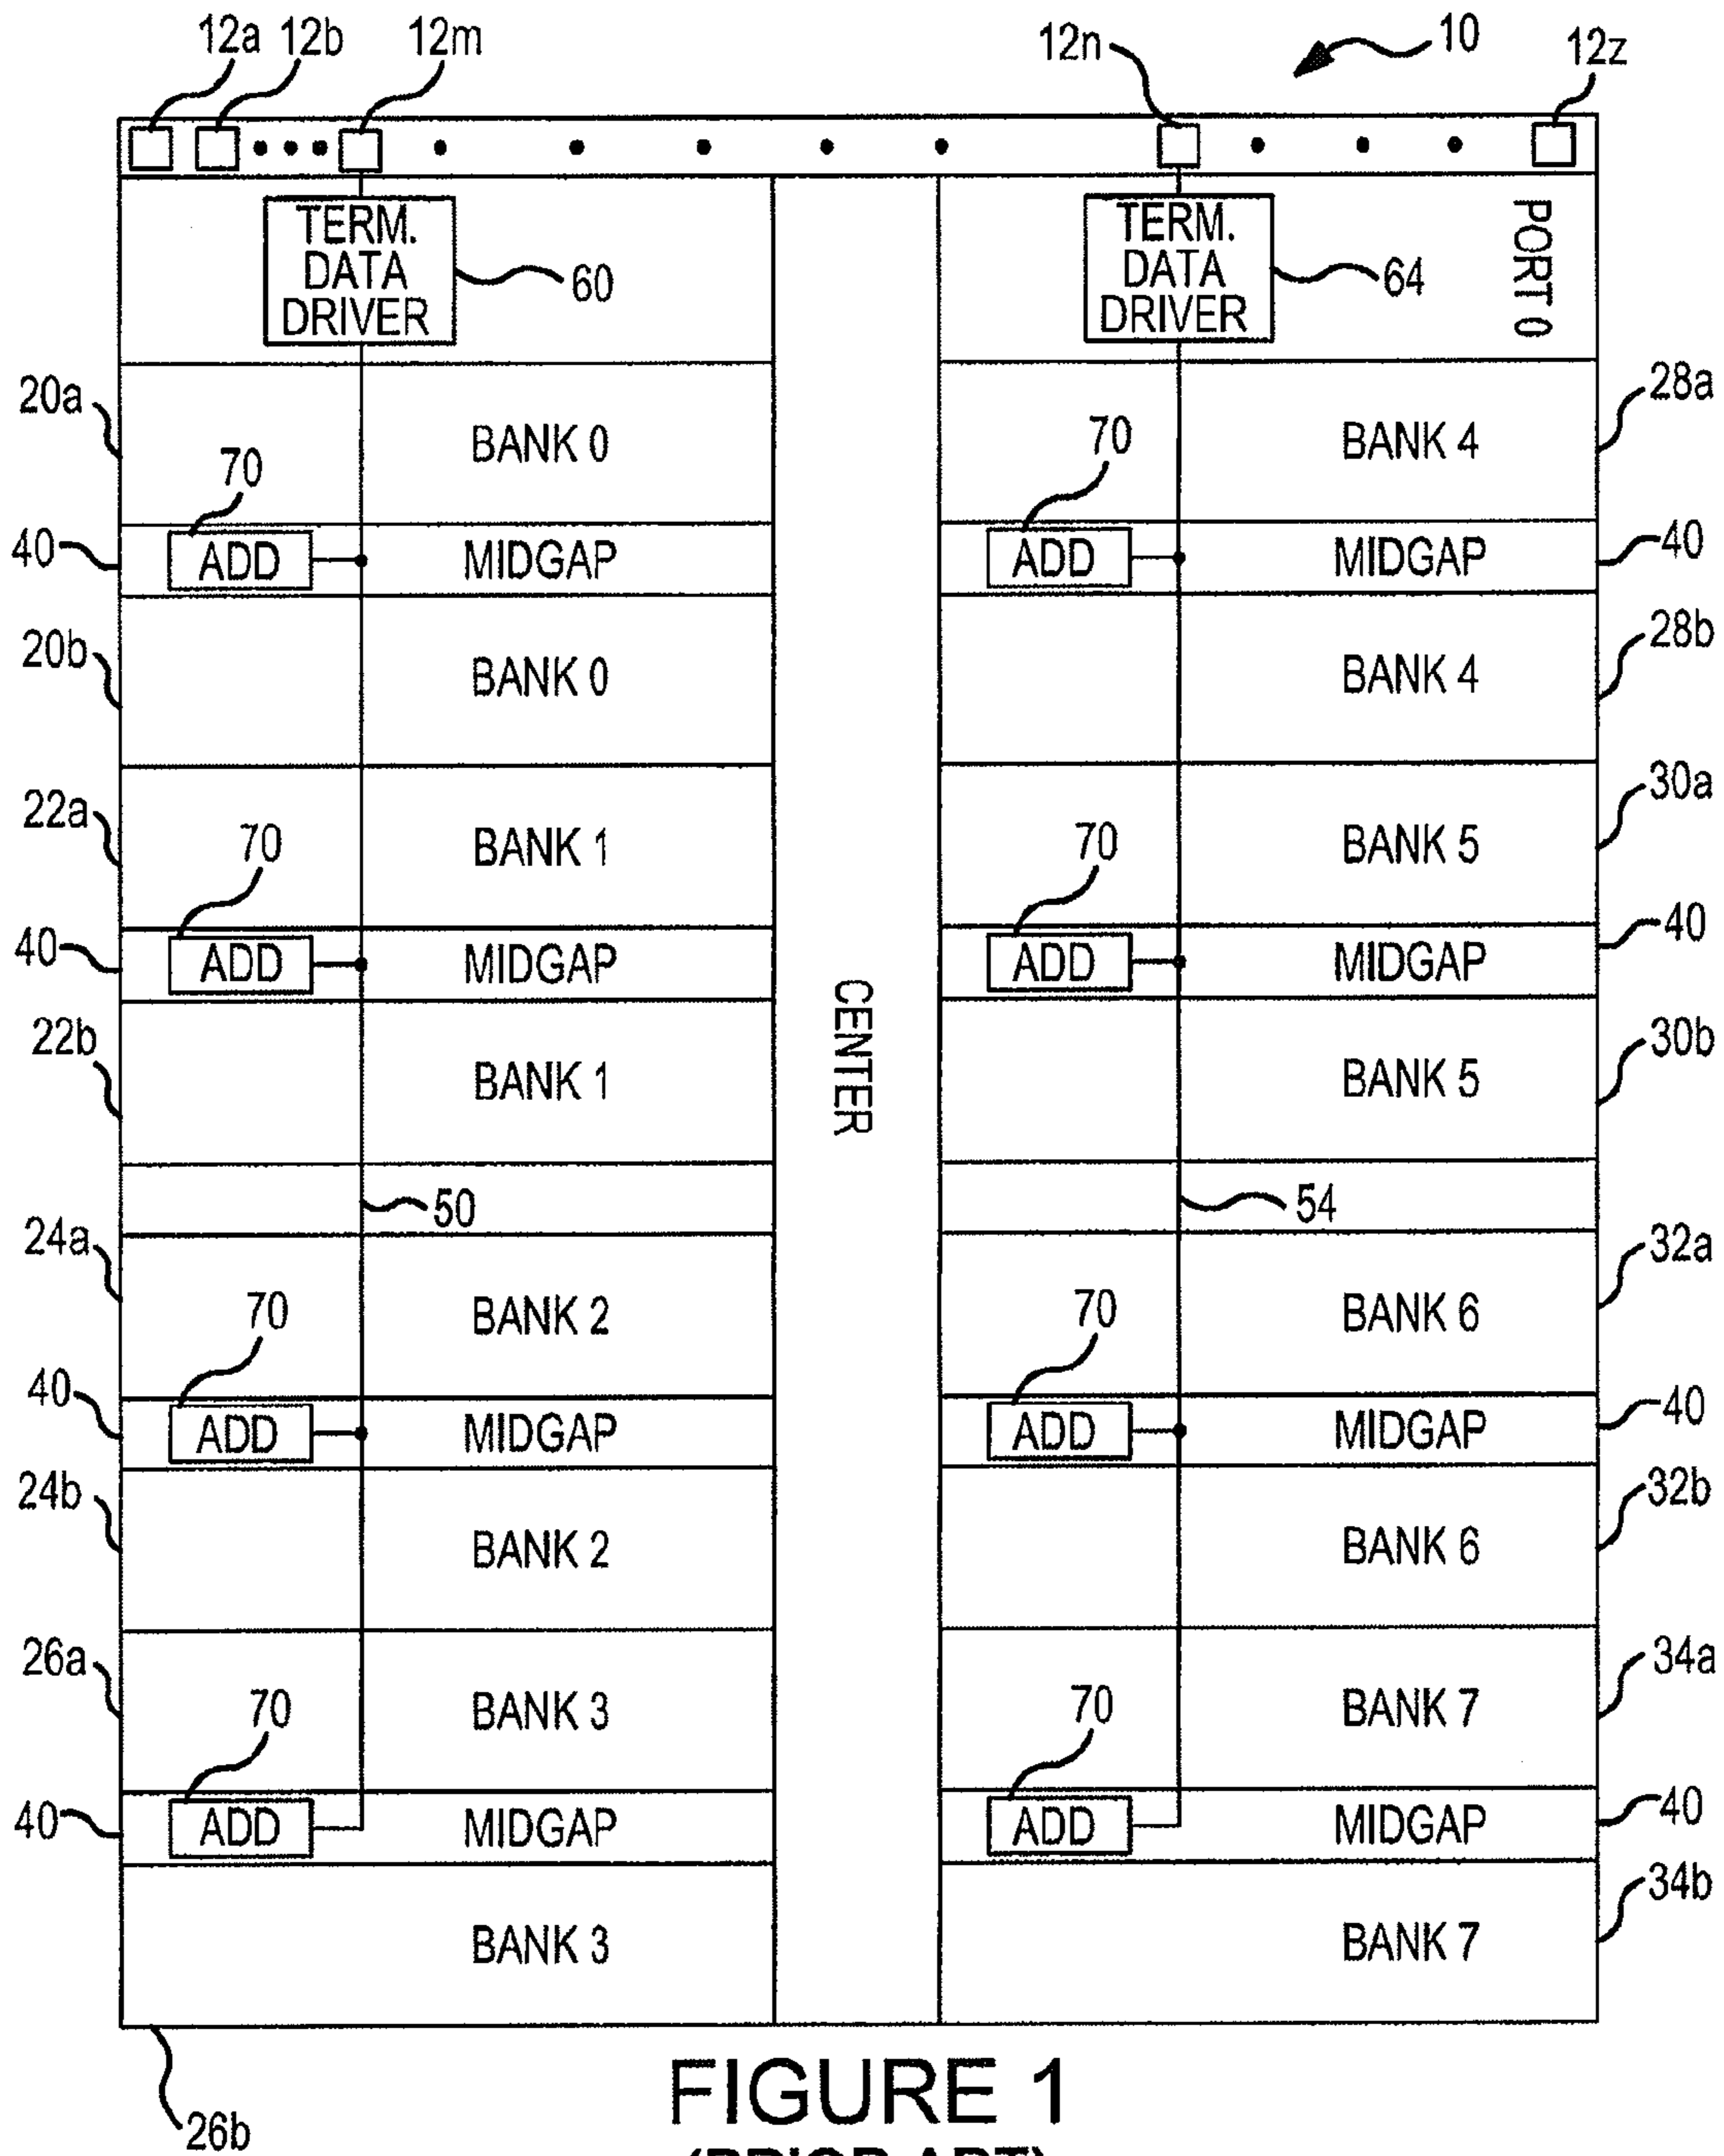 12a 12b 12m 12n 10 12z
TERM.
DATA
DRIVER
60
TERM.
DATA
DRIVER
64
PORT 0
20a
BANK 0
BANK 4
28a
70
70
40
ADD
MIDGAP
ADD
MIDGAP
40
20b
BANK 0
BANK 4
28b
22a
70
BANK 1
70
BANK 5
30a
40
ADD
MIDGAP
ADD
MIDGAP
40
CENTER
22b
BANK 1
BANK 5
30b
50
54
24a
70
BANK 2
70
BANK 6
32a
40
ADD
MIDGAP
ADD
MIDGAP
40
24b
BANK 2
BANK 6
32b
26a
70
BANK 3
70
BANK 7
34a
40
ADD
MIDGAP
ADD
MIDGAP
40
BANK 3
BANK 7
34b
26b
FIGURE 1
(PRIOR ART)